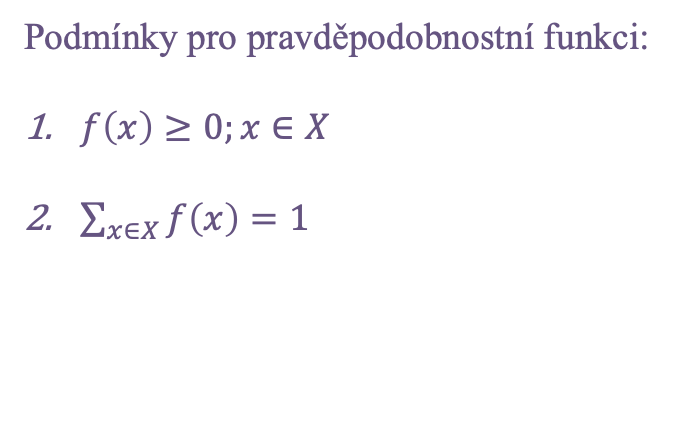 Podmínky pro pravděpodobnostní funkci:
1. f(x) ≥ 0; x ∈ X
2. ∑x∈X f(x) = 1